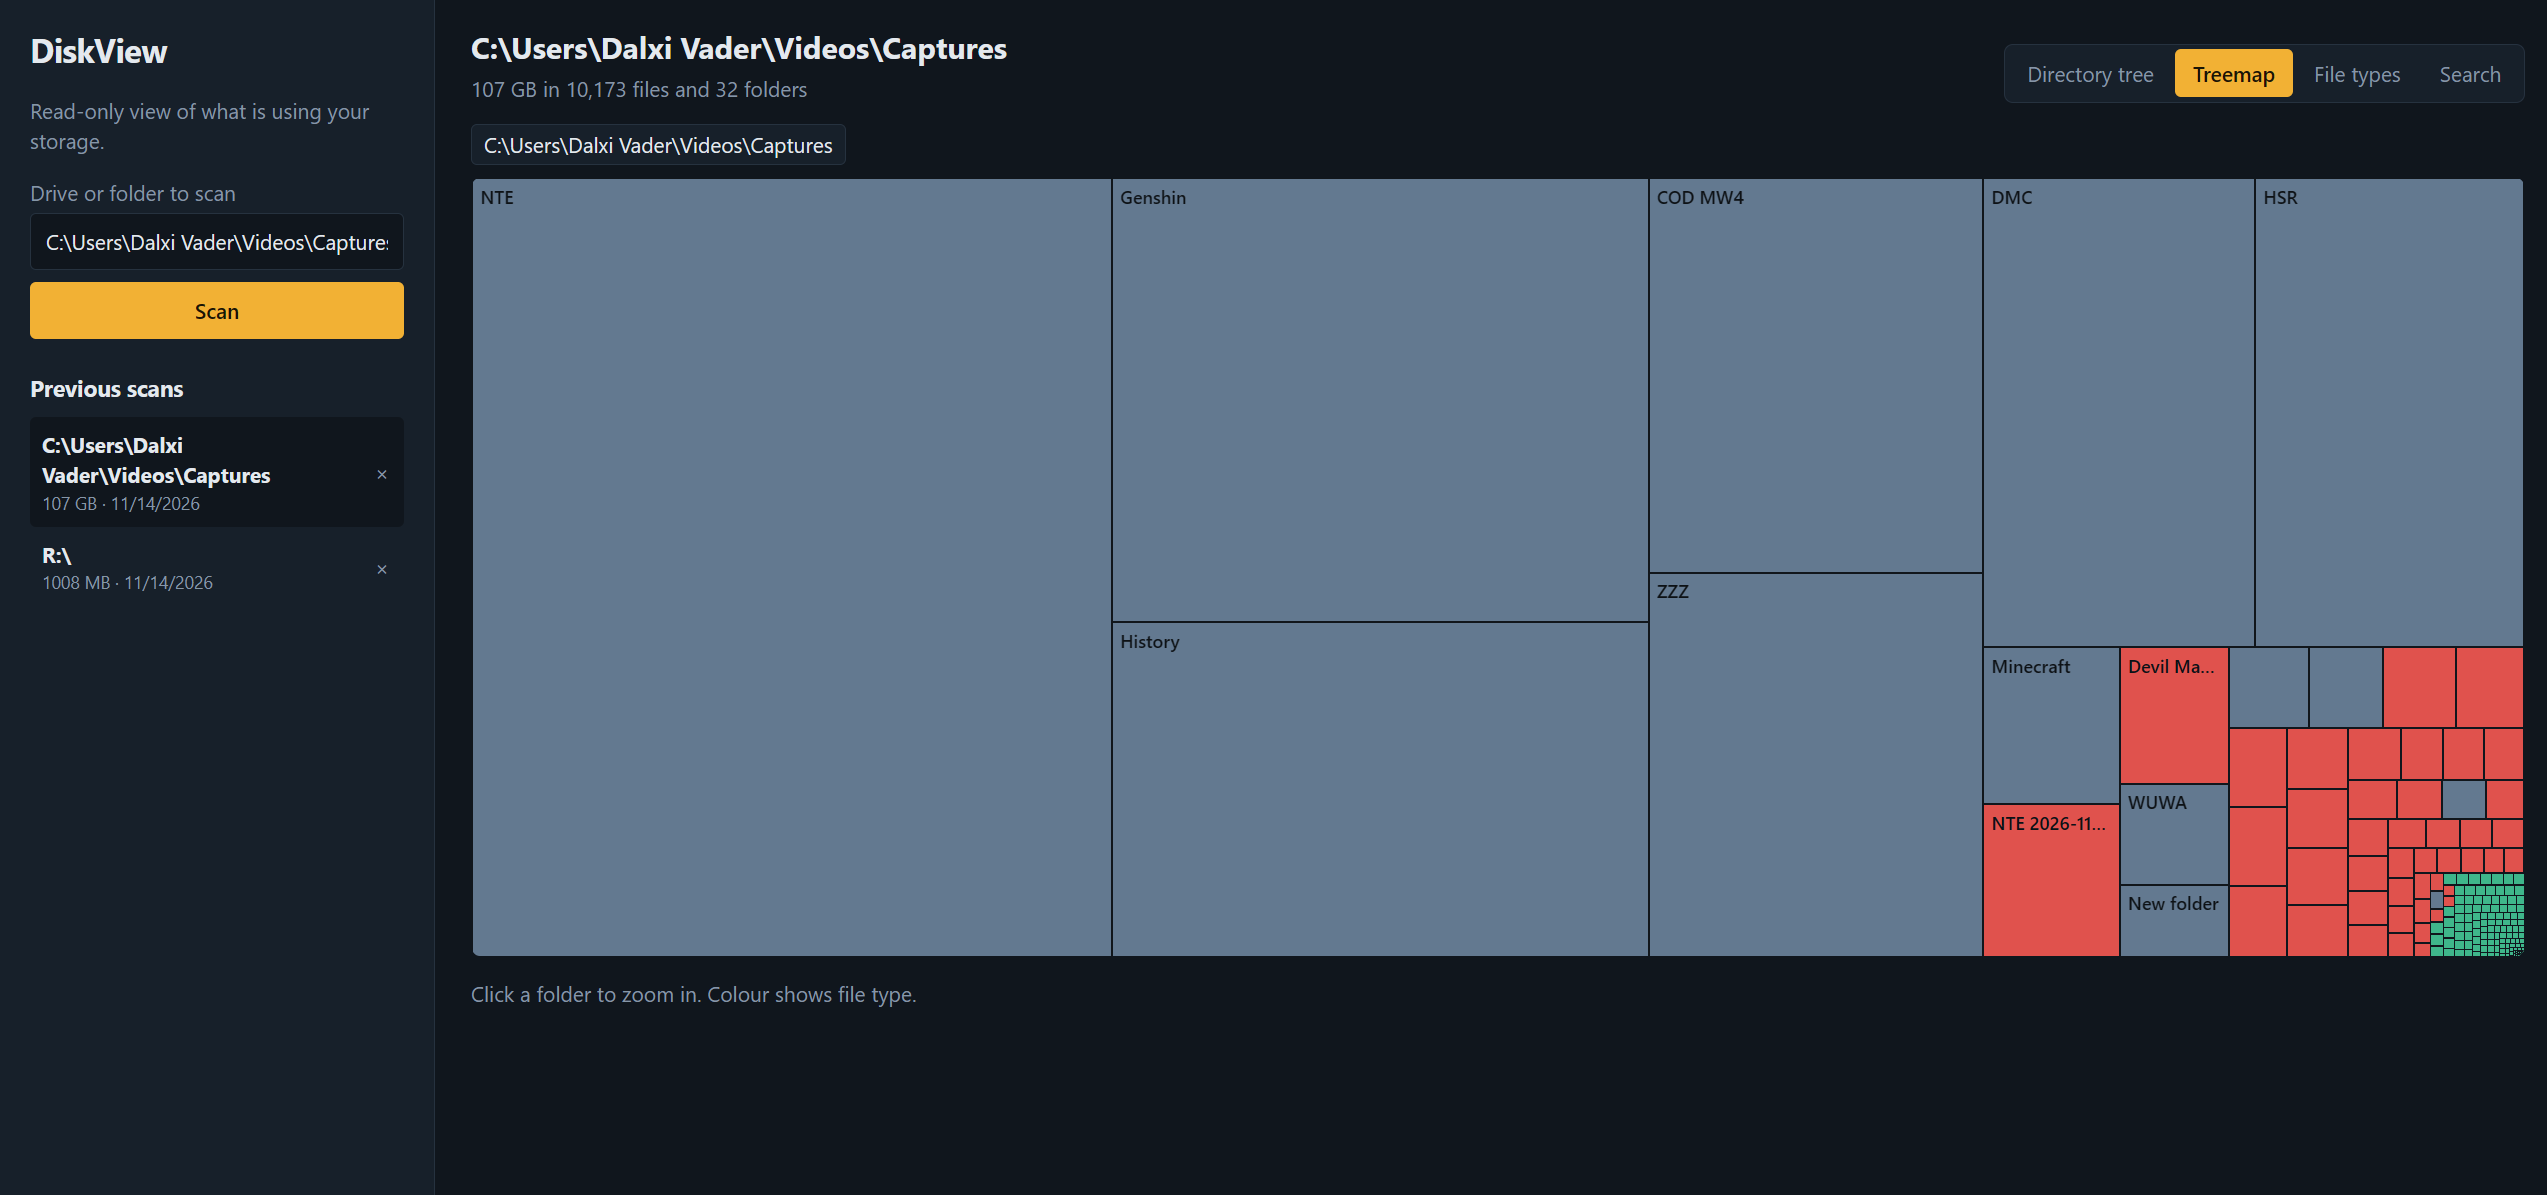 DiskView
Read-only view of what is using your
storage.
Drive or folder to scan
C:\Users\Dalxi Vader\Videos\Captures
Scan
Previous scans
C:\Users\Dalxi
Vader\Videos\Captures
×
107 GB · 11/14/2026
R:\
×
1008 MB · 11/14/2026
C:\Users\Dalxi Vader\Videos\Captures
107 GB in 10,173 files and 32 folders
Directory tree
Treemap
File types
Search
C:\Users\Dalxi Vader\Videos\Captures
NTE
Genshin
COD MW4
DMC
HSR
ZZZ
History
Minecraft
Devil Ma...
WUWA
NTE 2026-11...
New folder
Click a folder to zoom in. Colour shows file type.